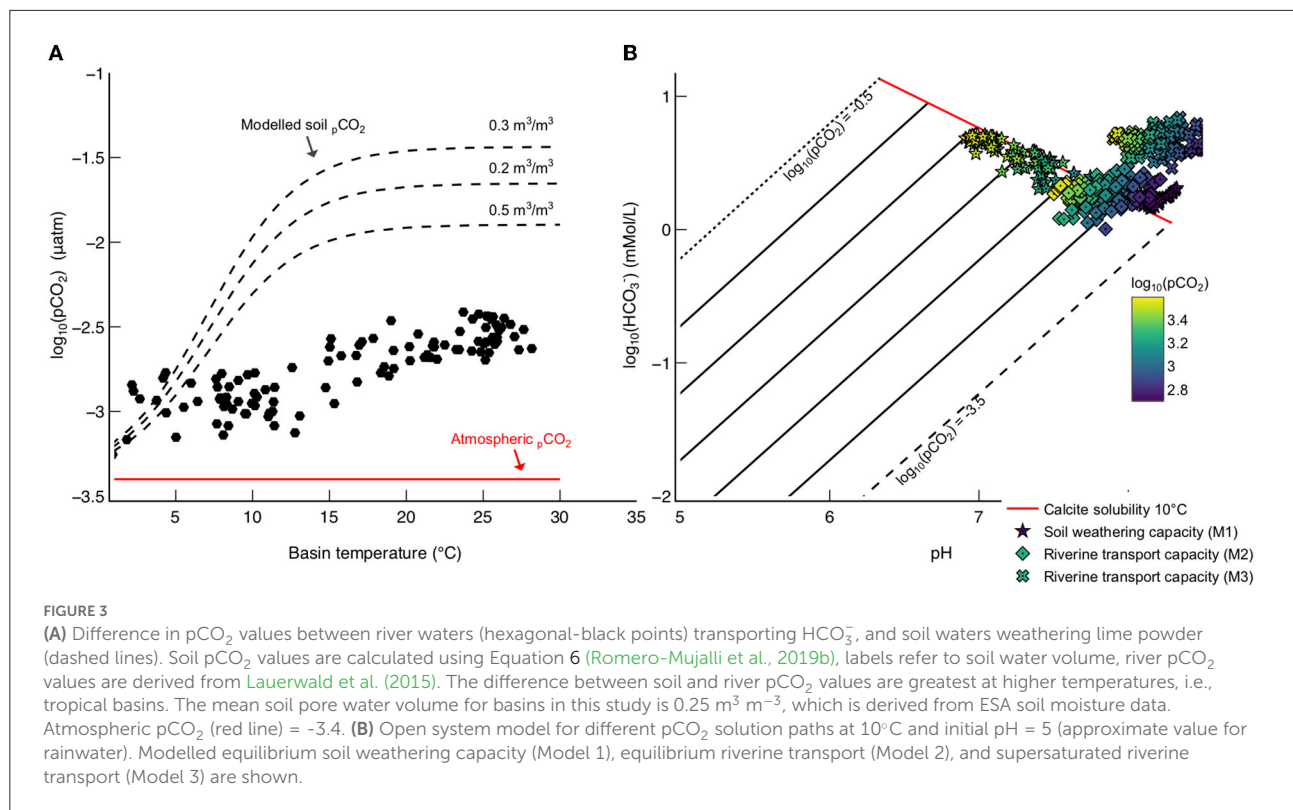 A
−1
−1.5
−2
−2.5
−3
−3.5
log₁₀(pCO₂) (µatm)
Modelled soil ₚCO₂
0.3 m³/m³
0.2 m³/m³
0.5 m³/m³
Atmospheric ₚCO₂
5
10
15
20
25
30
35
Basin temperature (°C)
B
1
0
−1
−2
log₁₀(HCO₃⁻) (mMol/L)
log₁₀(pCO₂) = -0.5
log₁₀(pCO₂) = -3.5
log₁₀(pCO₂)
3.4
3.2
3
2.8
5
6
7
pH
Calcite solubility 10°C
Soil weathering capacity (M1)
Riverine transport capacity (M2)
Riverine transport capacity (M3)
FIGURE 3
(A) Difference in pCO₂ values between river waters (hexagonal-black points) transporting HCO₃⁻, and soil waters weathering lime powder
(dashed lines). Soil pCO₂ values are calculated using Equation 6 (Romero-Mujalli et al., 2019b), labels refer to soil water volume, river pCO₂
values are derived from Lauerwald et al. (2015). The difference between soil and river pCO₂ values are greatest at higher temperatures, i.e.,
tropical basins. The mean soil pore water volume for basins in this study is 0.25 m³ m⁻³, which is derived from ESA soil moisture data.
Atmospheric pCO₂ (red line) = -3.4. (B) Open system model for different pCO₂ solution paths at 10°C and initial pH = 5 (approximate value for
rainwater). Modelled equilibrium soil weathering capacity (Model 1), equilibrium riverine transport (Model 2), and supersaturated riverine
transport (Model 3) are shown.